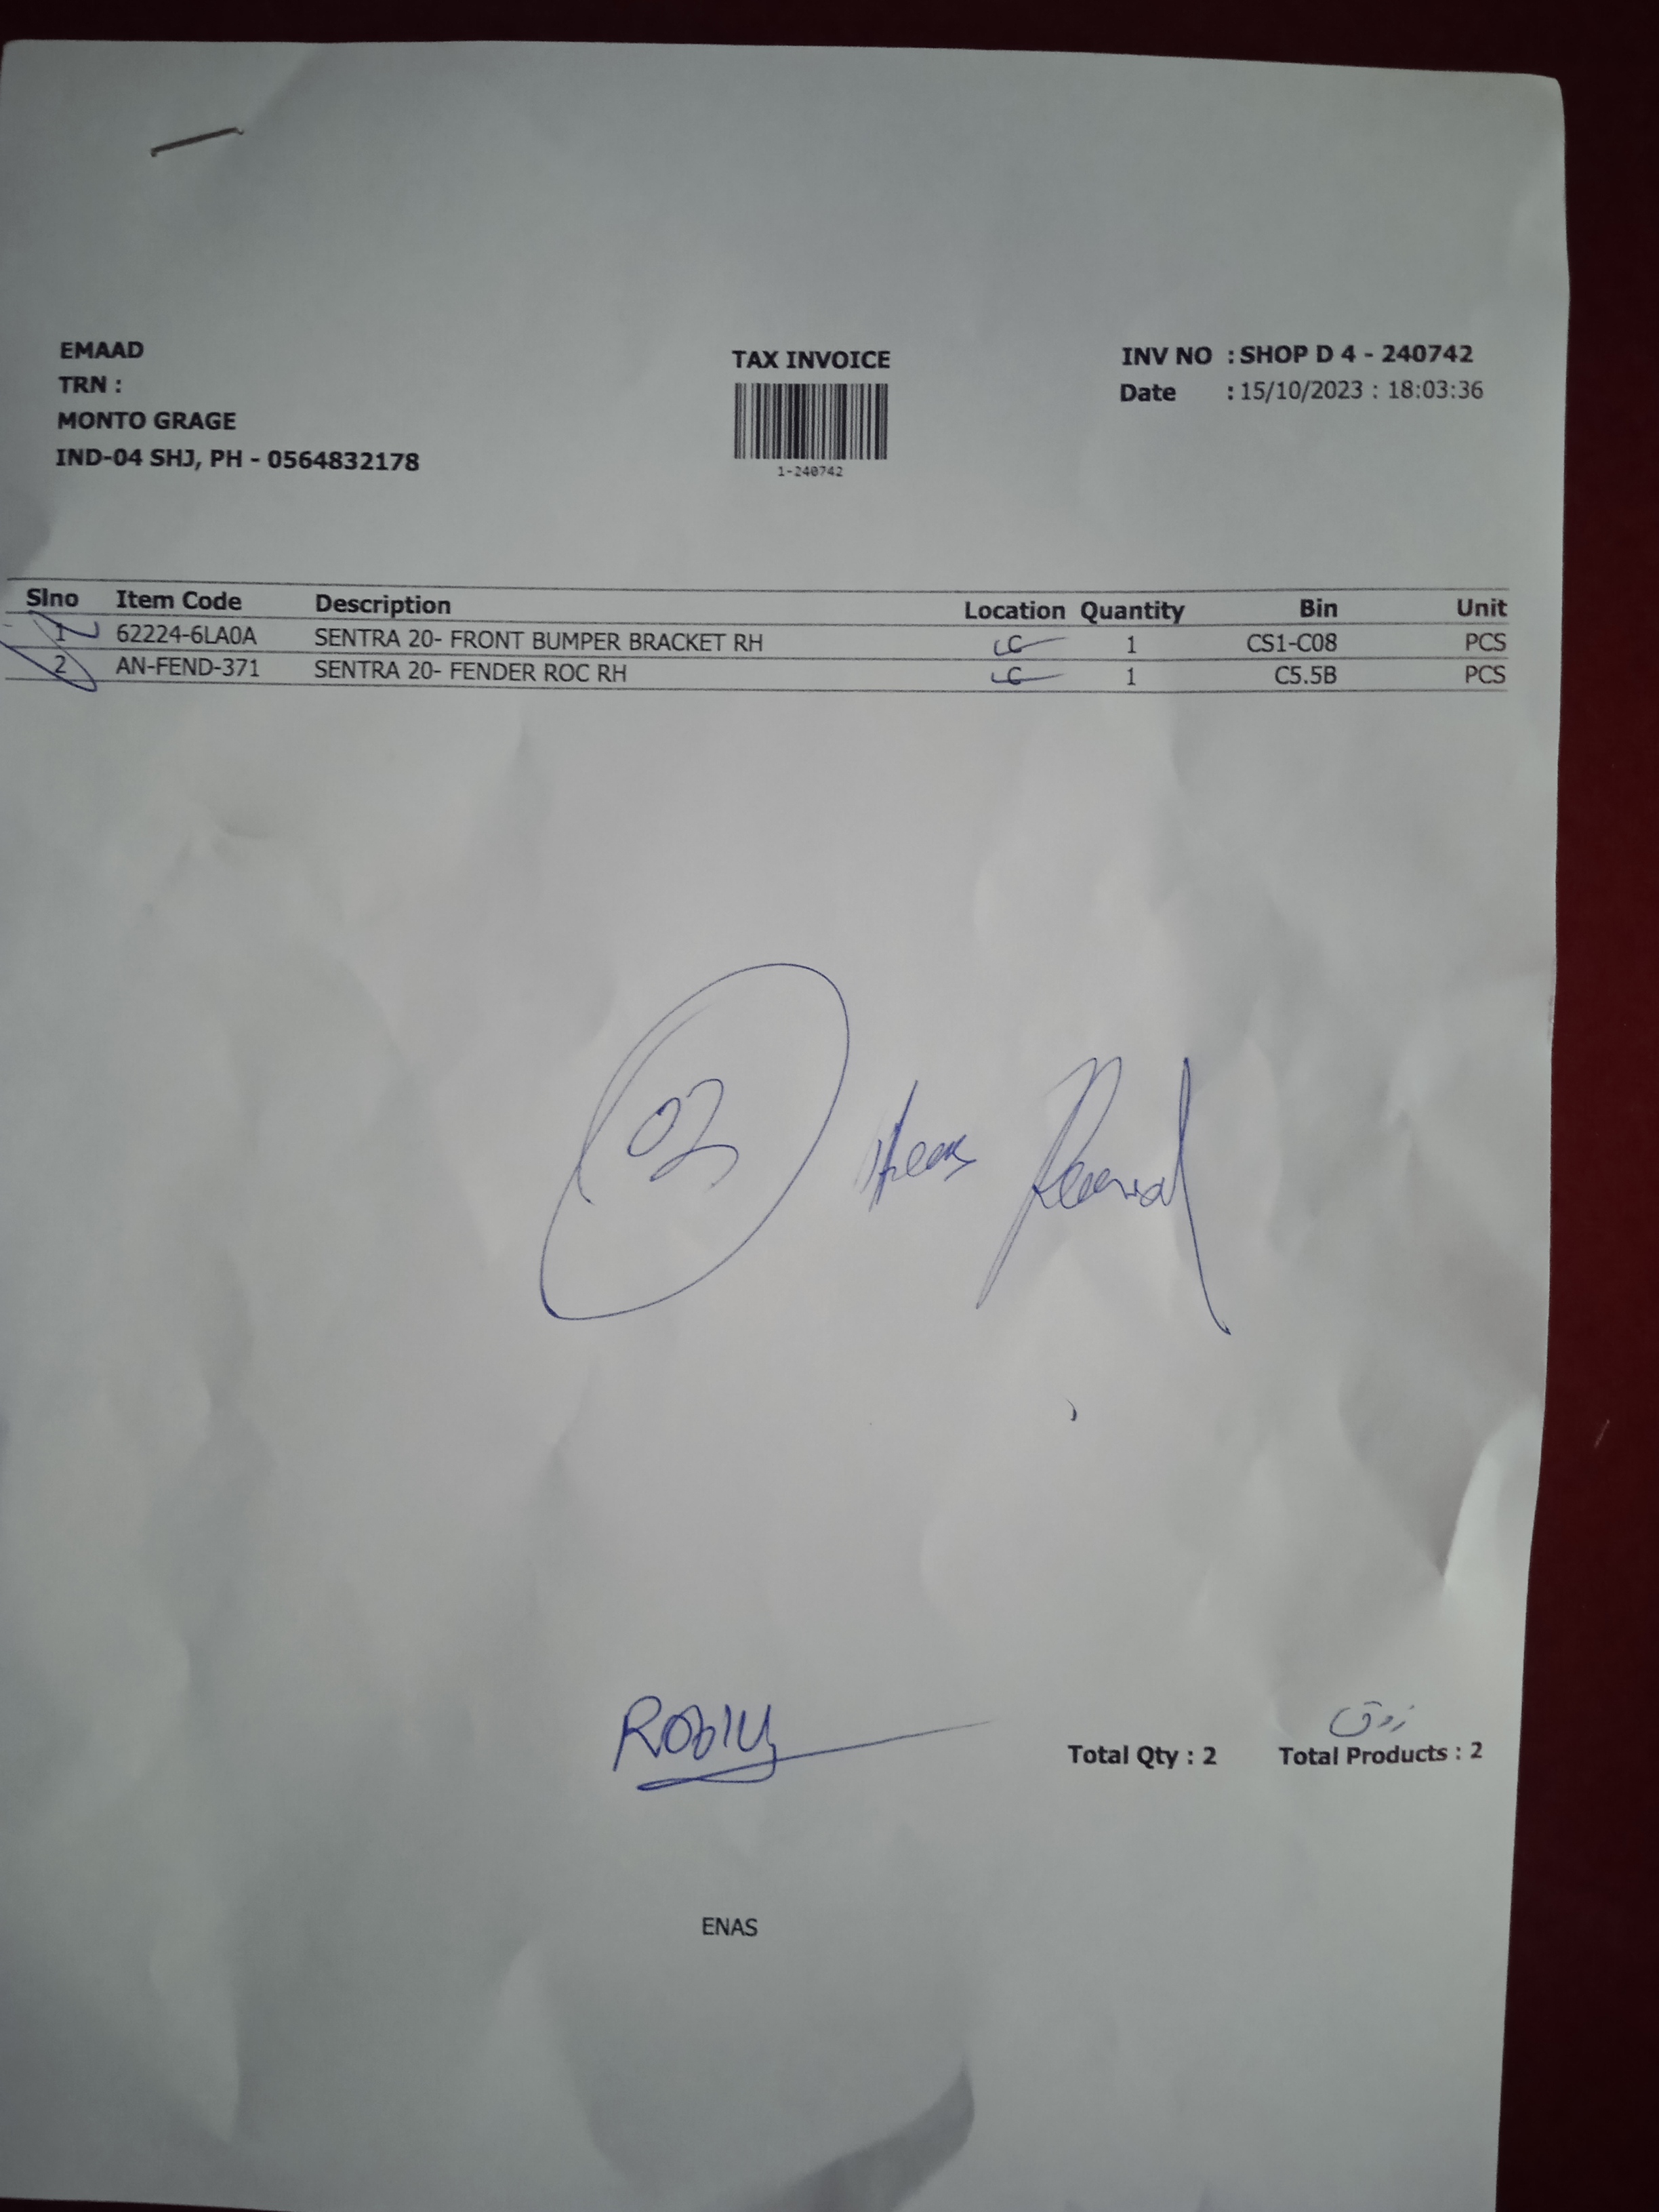 EMAAD
TRN :
MONTO GRAGE
IND-04 SHJ, PH - 0564832178
TAX INVOICE
1-240742
INV NO : SHOP D 4 - 240742
Date : 15/10/2023 : 18:03:36
Slno Item Code Description Location Quantity Bin Unit
1 62224-6LA0A SENTRA 20- FRONT BUMPER BRACKET RH C 1 CS1-C08 PCS
2 AN-FEND-371 SENTRA 20- FENDER ROC RH C 1 C5.5B PCS
02
Total Qty : 2 Total Products : 2
ENAS